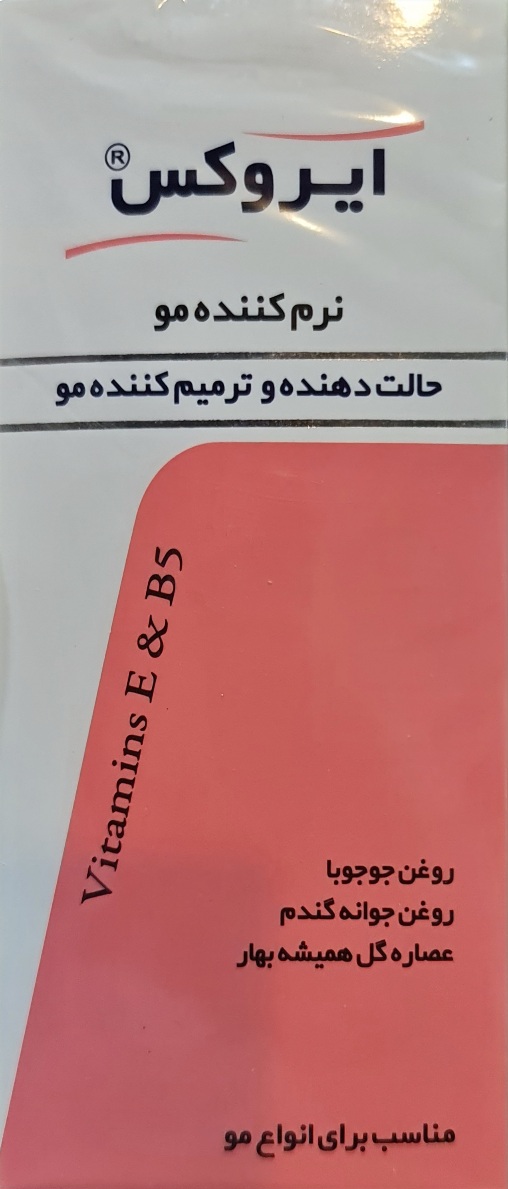 ایروکس®
نرم کننده مو
حالت دهنده و ترمیم کننده مو
Vitamins E & B5
روغن جوجوبا
روغن جوانه گندم
عصاره گل همیشه بهار
مناسب برای انواع مو